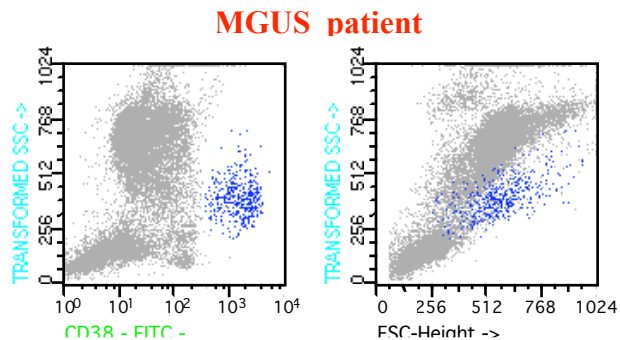 MGUS patient
TRANSFORMED SSC ->
1024
768
512
256
0
10⁰ 10¹ 10² 10³ 10⁴
CD38 - FITC -
TRANSFORMED SSC ->
1024
768
512
256
0
0 256 512 768 1024
FSC-Height ->